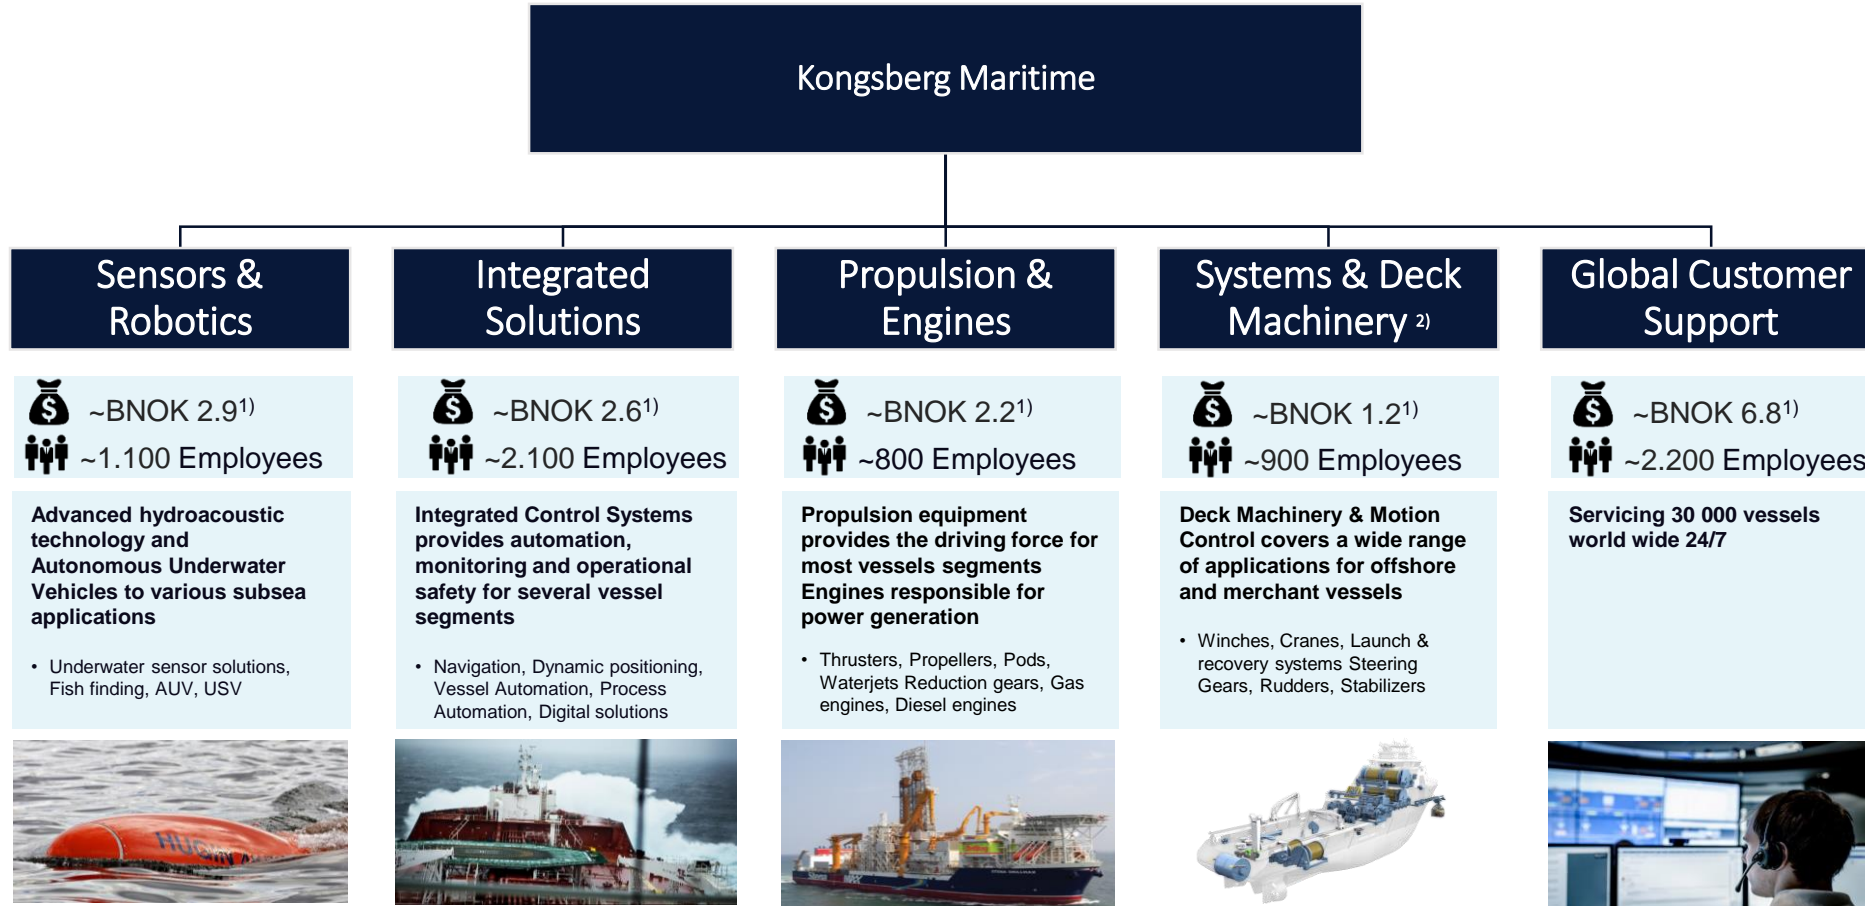 Kongsberg Maritime
Sensors &
Robotics
~BNOK 2.9¹⁾
~1.100 Employees
Advanced hydroacoustic
technology and
Autonomous Underwater
Vehicles to various subsea
applications
• Underwater sensor solutions,
Fish finding, AUV, USV
HUGIN
Integrated
Solutions
~BNOK 2.6¹⁾
~2.100 Employees
Integrated Control Systems
provides automation,
monitoring and operational
safety for several vessel
segments
• Navigation, Dynamic positioning,
Vessel Automation, Process
Automation, Digital solutions
Propulsion &
Engines
~BNOK 2.2¹⁾
~800 Employees
Propulsion equipment
provides the driving force for
most vessels segments
Engines responsible for
power generation
• Thrusters, Propellers, Pods,
Waterjets Reduction gears, Gas
engines, Diesel engines
Systems & Deck
Machinery ²⁾
~BNOK 1.2¹⁾
~900 Employees
Deck Machinery & Motion
Control covers a wide range
of applications for offshore
and merchant vessels
• Winches, Cranes, Launch &
recovery systems Steering
Gears, Rudders, Stabilizers
Global Customer
Support
~BNOK 6.8¹⁾
~2.200 Employees
Servicing 30 000 vessels
world wide 24/7